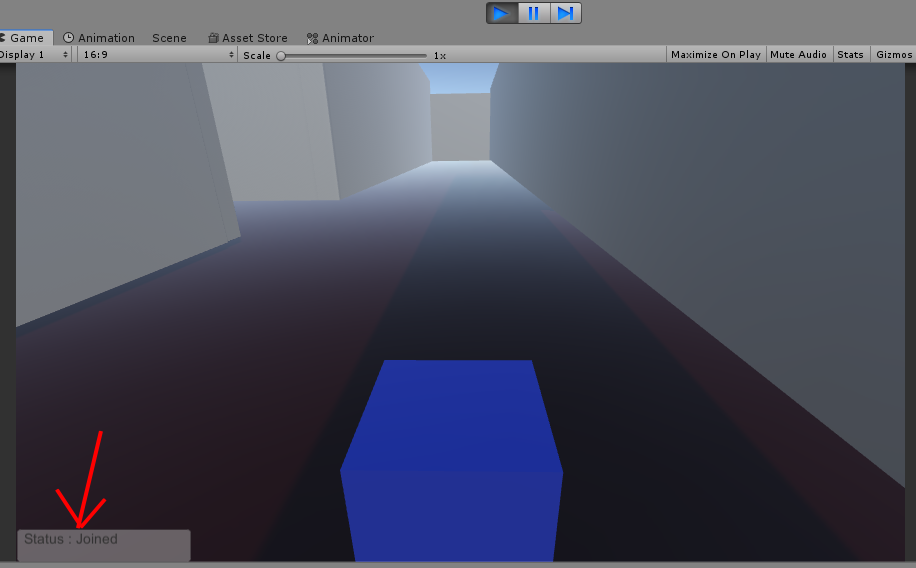 Game Animation Scene Asset Store Animator
Display 1 16:9 Scale 1x Maximize On Play Mute Audio Stats Gizmos
Status : Joined